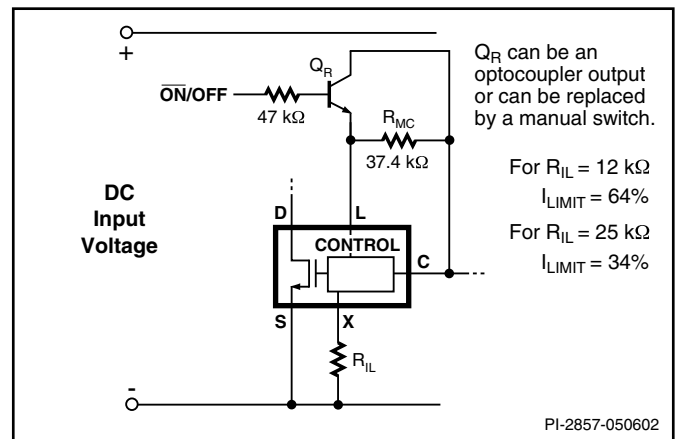 +
Q_R
Q_R can be an
optocoupler output
or can be replaced
by a manual switch.
O̅N̅/OFF
47 kΩ
R_MC
37.4 kΩ
For R_IL = 12 kΩ
I_LIMIT = 64%
For R_IL = 25 kΩ
I_LIMIT = 34%
DC
Input
Voltage
D
L
CONTROL
C
S
X
R_IL
-
PI-2857-050602